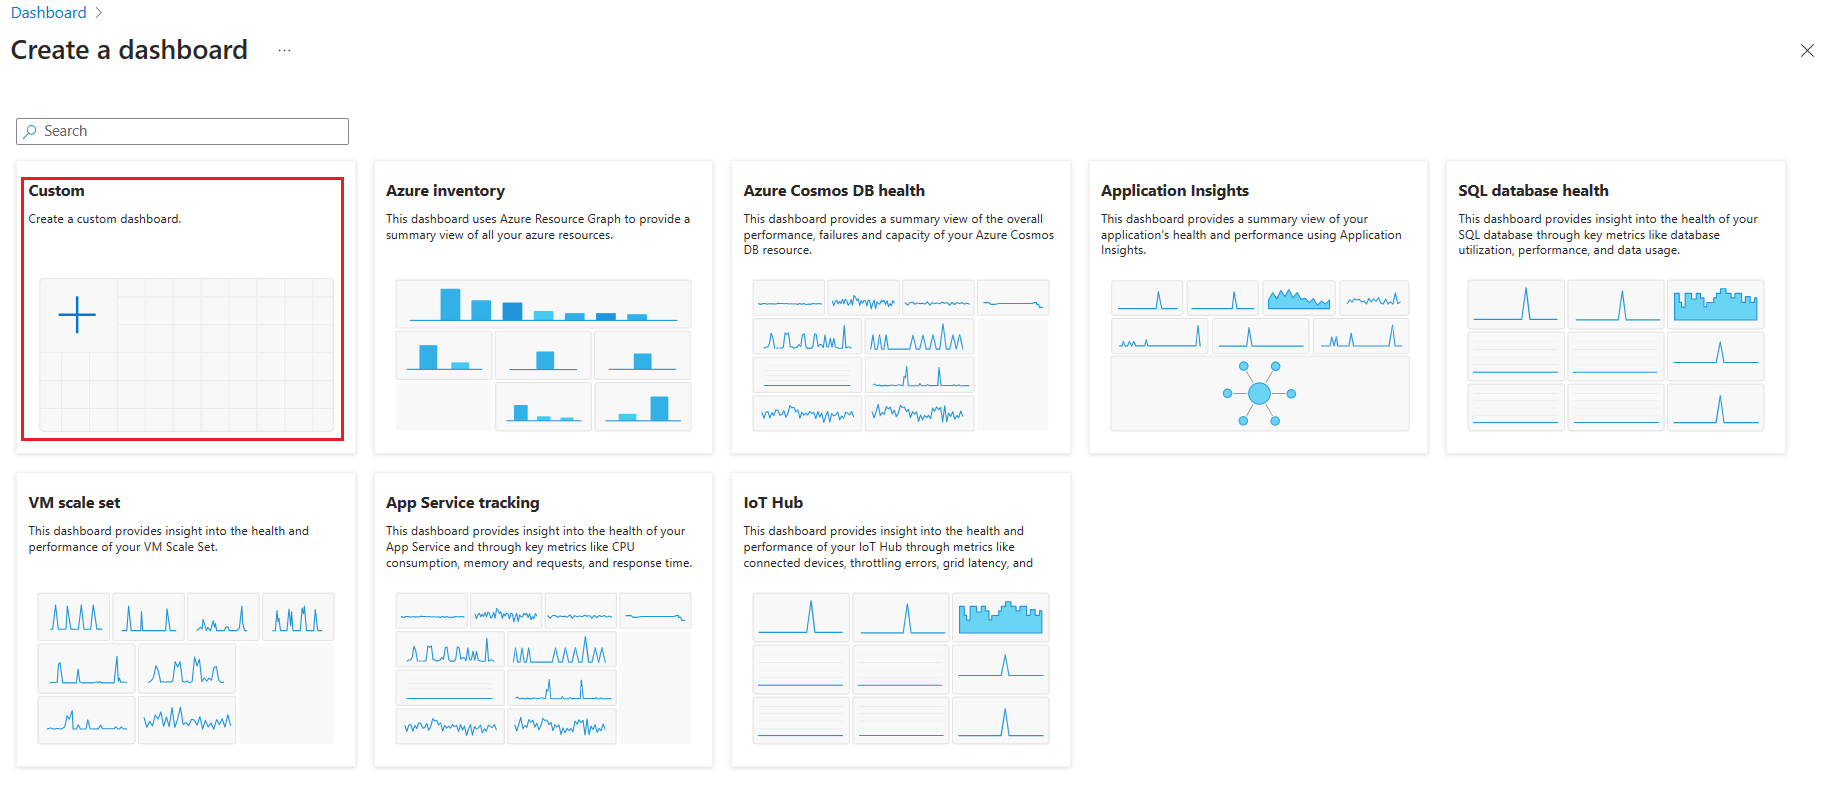 Dashboard >
Create a dashboard ...
Search
Custom
Create a custom dashboard.
Azure inventory
This dashboard uses Azure Resource Graph to provide a
summary view of all your azure resources.
Azure Cosmos DB health
This dashboard provides a summary view of the overall
performance, failures and capacity of your Azure Cosmos
DB resource.
Application Insights
This dashboard provides a summary view of your
application's health and performance using Application
Insights.
SQL database health
This dashboard provides insight into the health of your
SQL database through key metrics like database
utilization, performance, and data usage.
VM scale set
This dashboard provides insight into the health and
performance of your VM Scale Set.
App Service tracking
This dashboard provides insight into the health of your
App Service and through key metrics like CPU
consumption, memory and requests, and response time.
IoT Hub
This dashboard provides insight into the health and
performance of your IoT Hub through metrics like
connected devices, throttling errors, grid latency, and